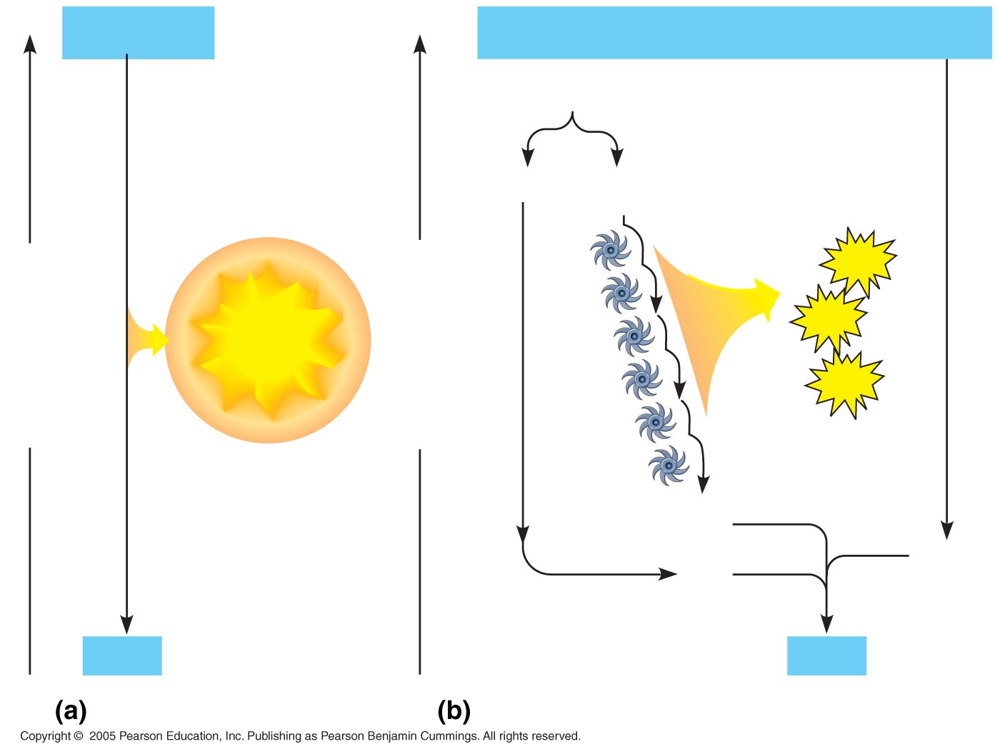 (a)
(b)
Copyright © 2005 Pearson Education, Inc. Publishing as Pearson Benjamin Cummings. All rights reserved.